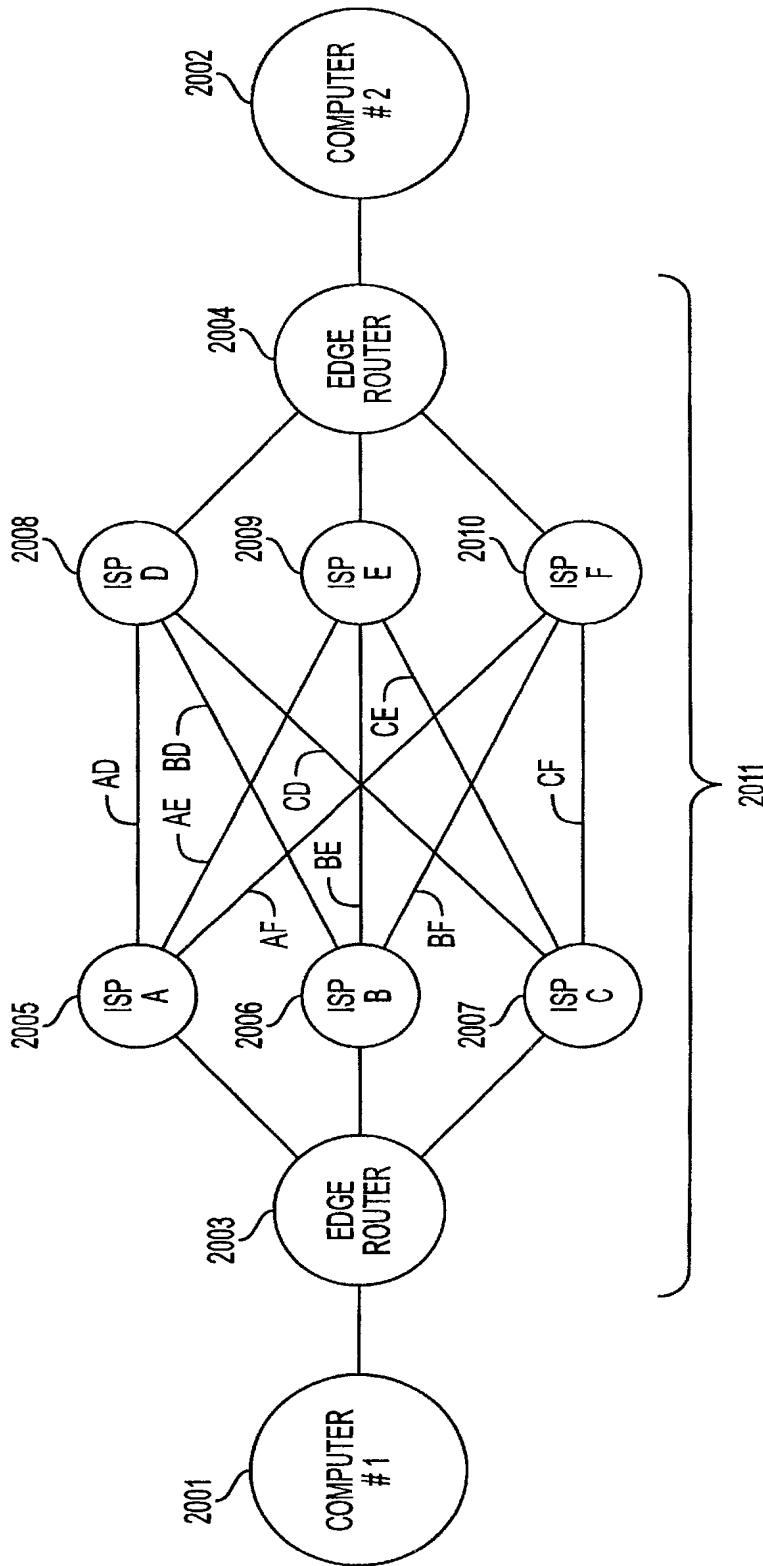 2001
COMPUTER
#1
2003
EDGE
ROUTER
2005
ISP
A
2006
ISP
B
2007
ISP
C
AD
AE
BD
AF
CD
BE
CE
BF
CF
2008
ISP
D
2009
ISP
E
2010
ISP
F
2004
EDGE
ROUTER
2002
COMPUTER
#2
2011